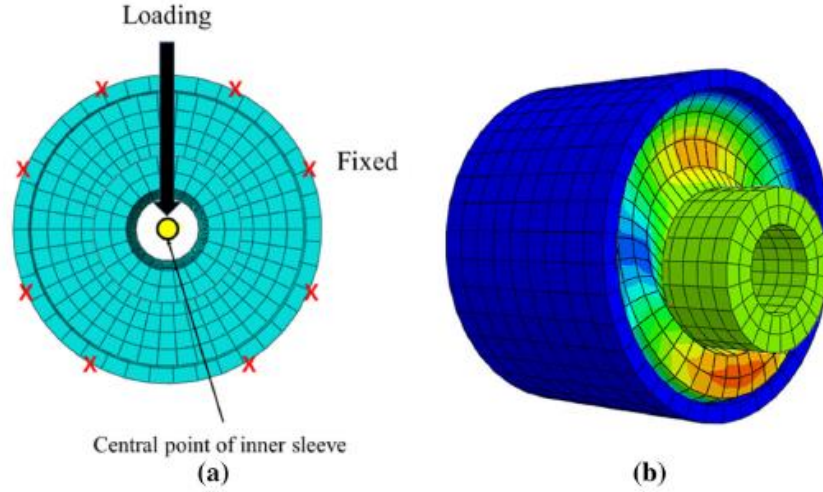 Loading
X X
X X
Fixed
X X
X X
Central point of inner sleeve
(a)
(b)